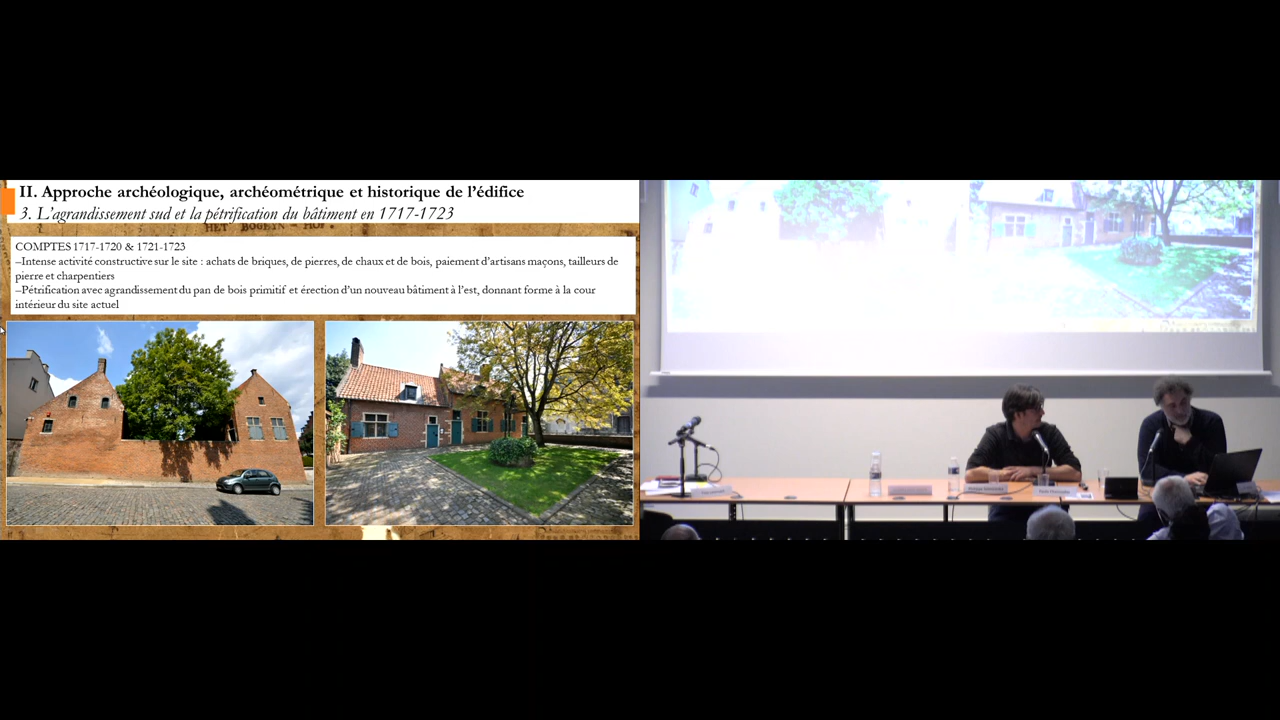 II. Approche archéologique, archéométrique et historique de l'édifice
3. L'agrandissement sud et la pétrification du bâtiment en 1717-1723
HET BOGEYN-HOF.
COMPTES 1717-1720 & 1721-1723
–Intense activité constructive sur le site : achats de briques, de pierres, de chaux et de bois, paiement d'artisans maçons, tailleurs de
pierre et charpentiers
–Pétrification avec agrandissement du pan de bois primitif et érection d'un nouveau bâtiment à l'est, donnant forme à la cour
intérieur du site actuel